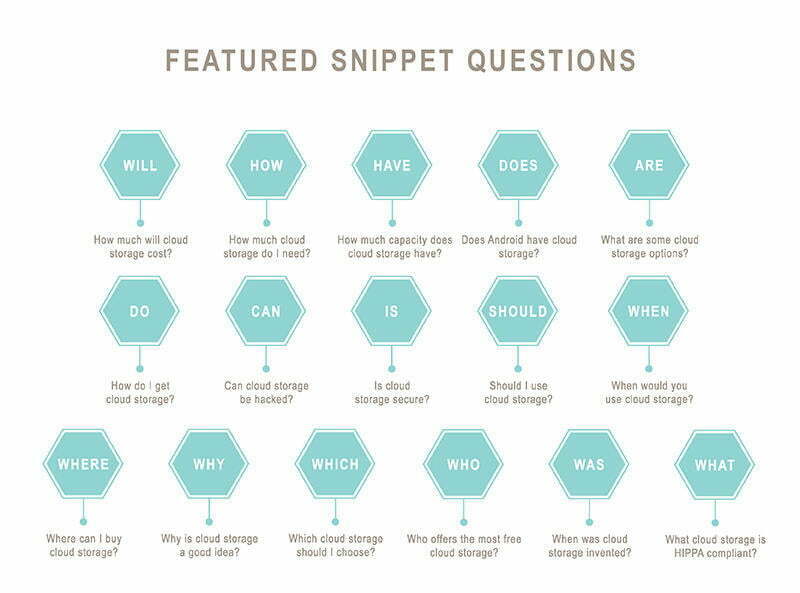 FEATURED SNIPPET QUESTIONS
WILL
How much will cloud
storage cost?
HOW
How much cloud
storage do I need?
HAVE
How much capacity does
cloud storage have?
DOES
Does Android have cloud
storage?
ARE
What are some cloud
storage options?
DO
How do I get
cloud storage?
CAN
Can cloud storage
be hacked?
IS
Is cloud
storage secure?
SHOULD
Should I use
cloud storage?
WHEN
When would you
use cloud storage?
WHERE
Where can I buy
cloud storage?
WHY
Why is cloud storage
a good idea?
WHICH
Which cloud storage
should I choose?
WHO
Who offers the most free
cloud storage?
WAS
When was cloud
storage invented?
WHAT
What cloud storage is
HIPPA compliant?